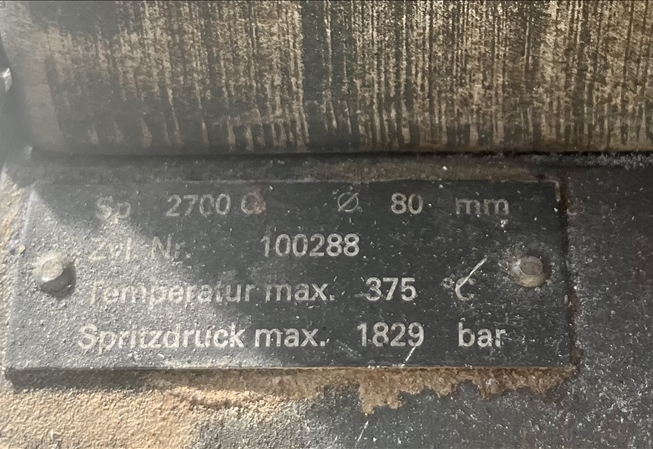 Sp 2700 Ø 80 mm
Zyl. Nr. 100288
Temperatur max. 375 °C
Spritzdruck max. 1829 bar